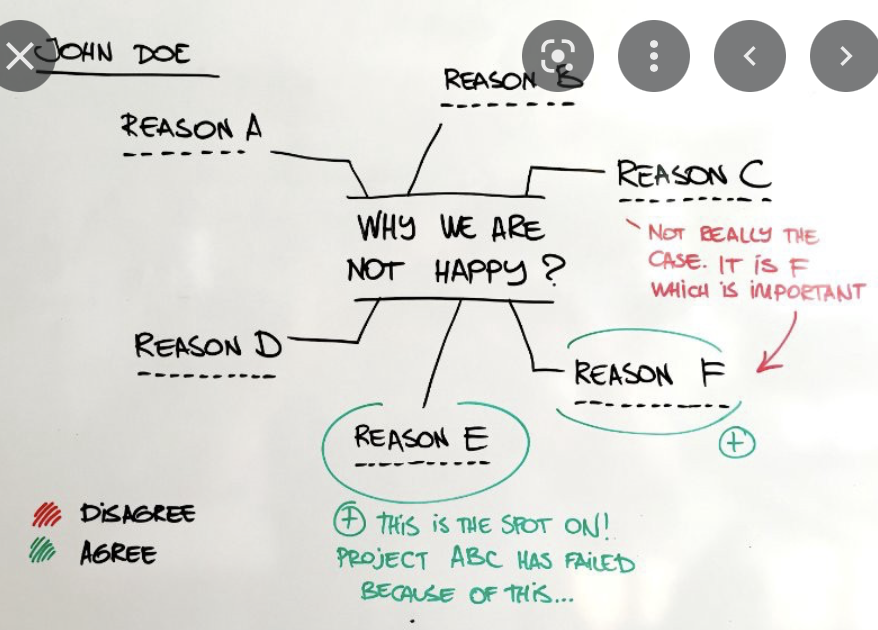 JOHN DOE
REASON B
REASON A
REASON C
WHY WE ARE
NOT HAPPY?
NOT REALLY THE
CASE. IT IS F
WHICH IS IMPORTANT
REASON D
REASON F
REASON E
+
+ THIS IS THE SPOT ON!
PROJECT ABC HAS FAILED
BECAUSE OF THIS...
DISAGREE
AGREE